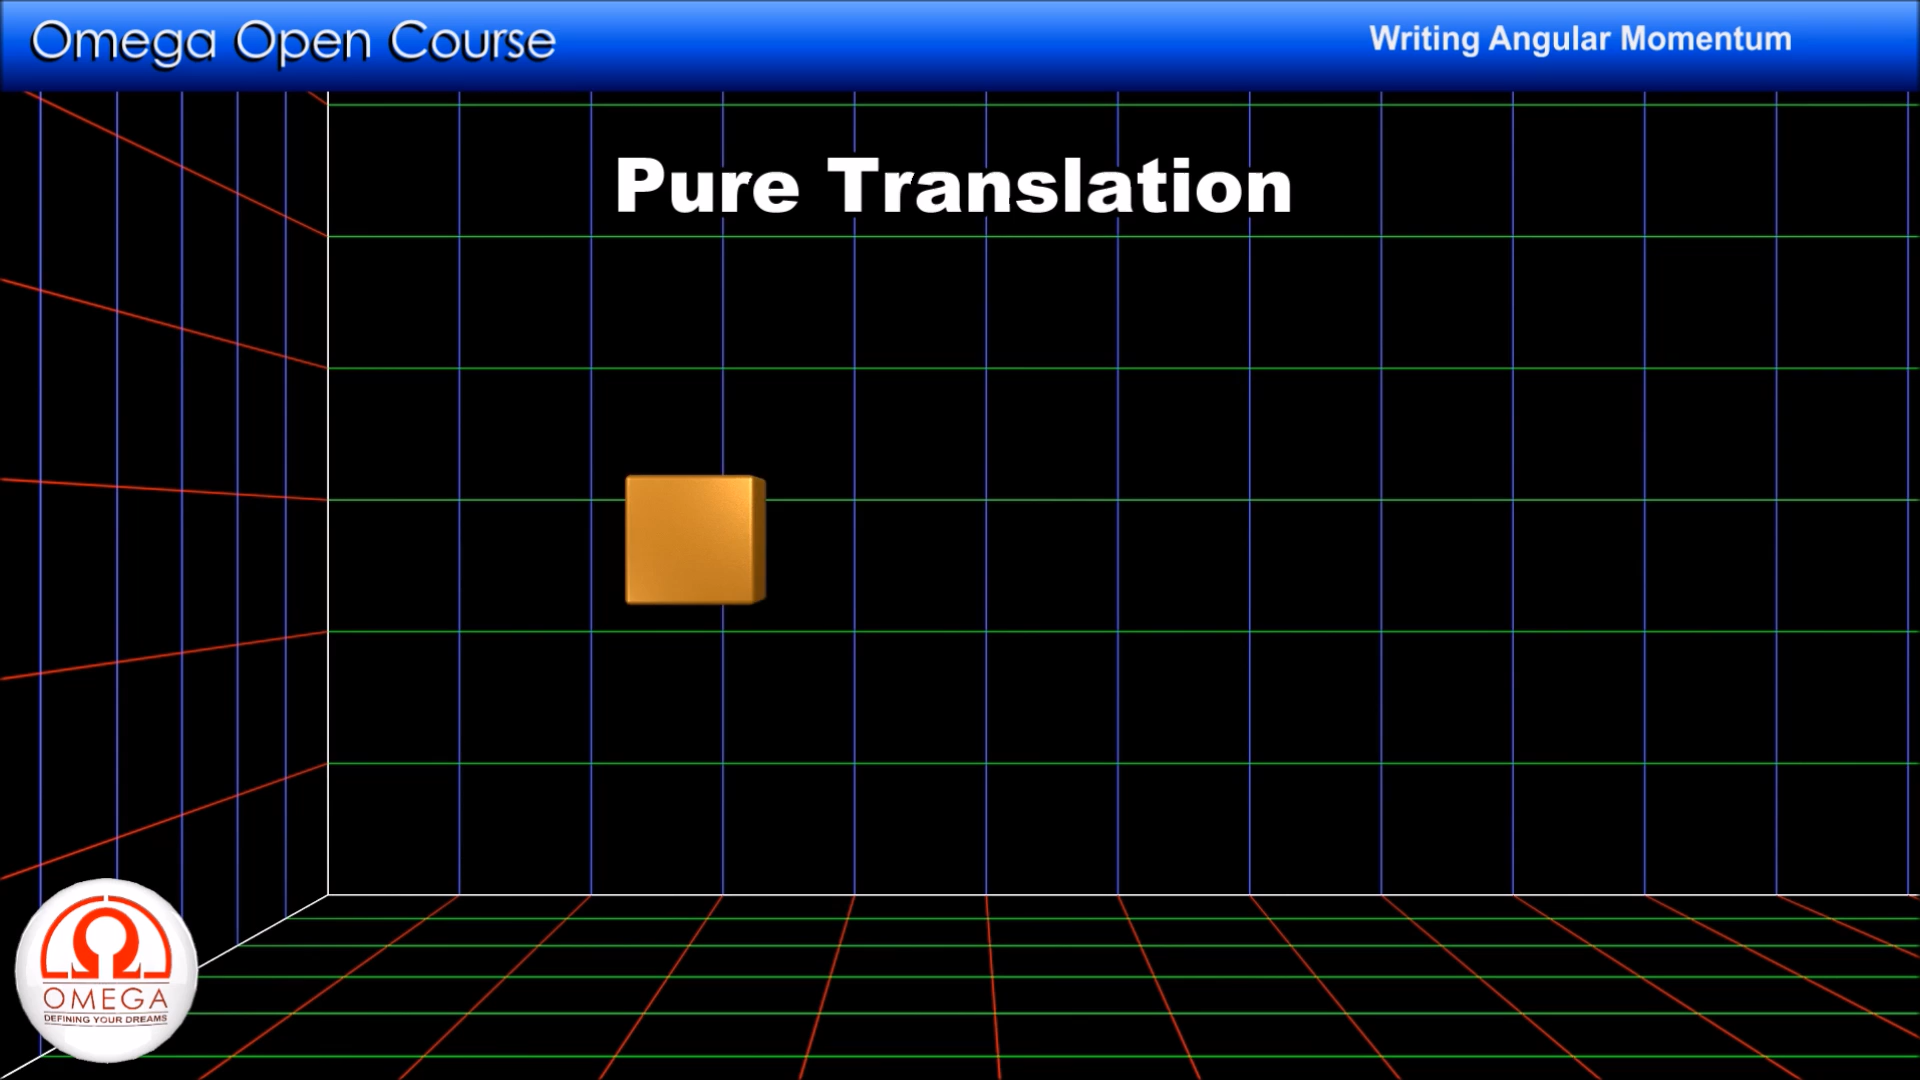 Omega Open Course
Writing Angular Momentum
Pure Translation
OMEGA
DEFINING YOUR DREAMS